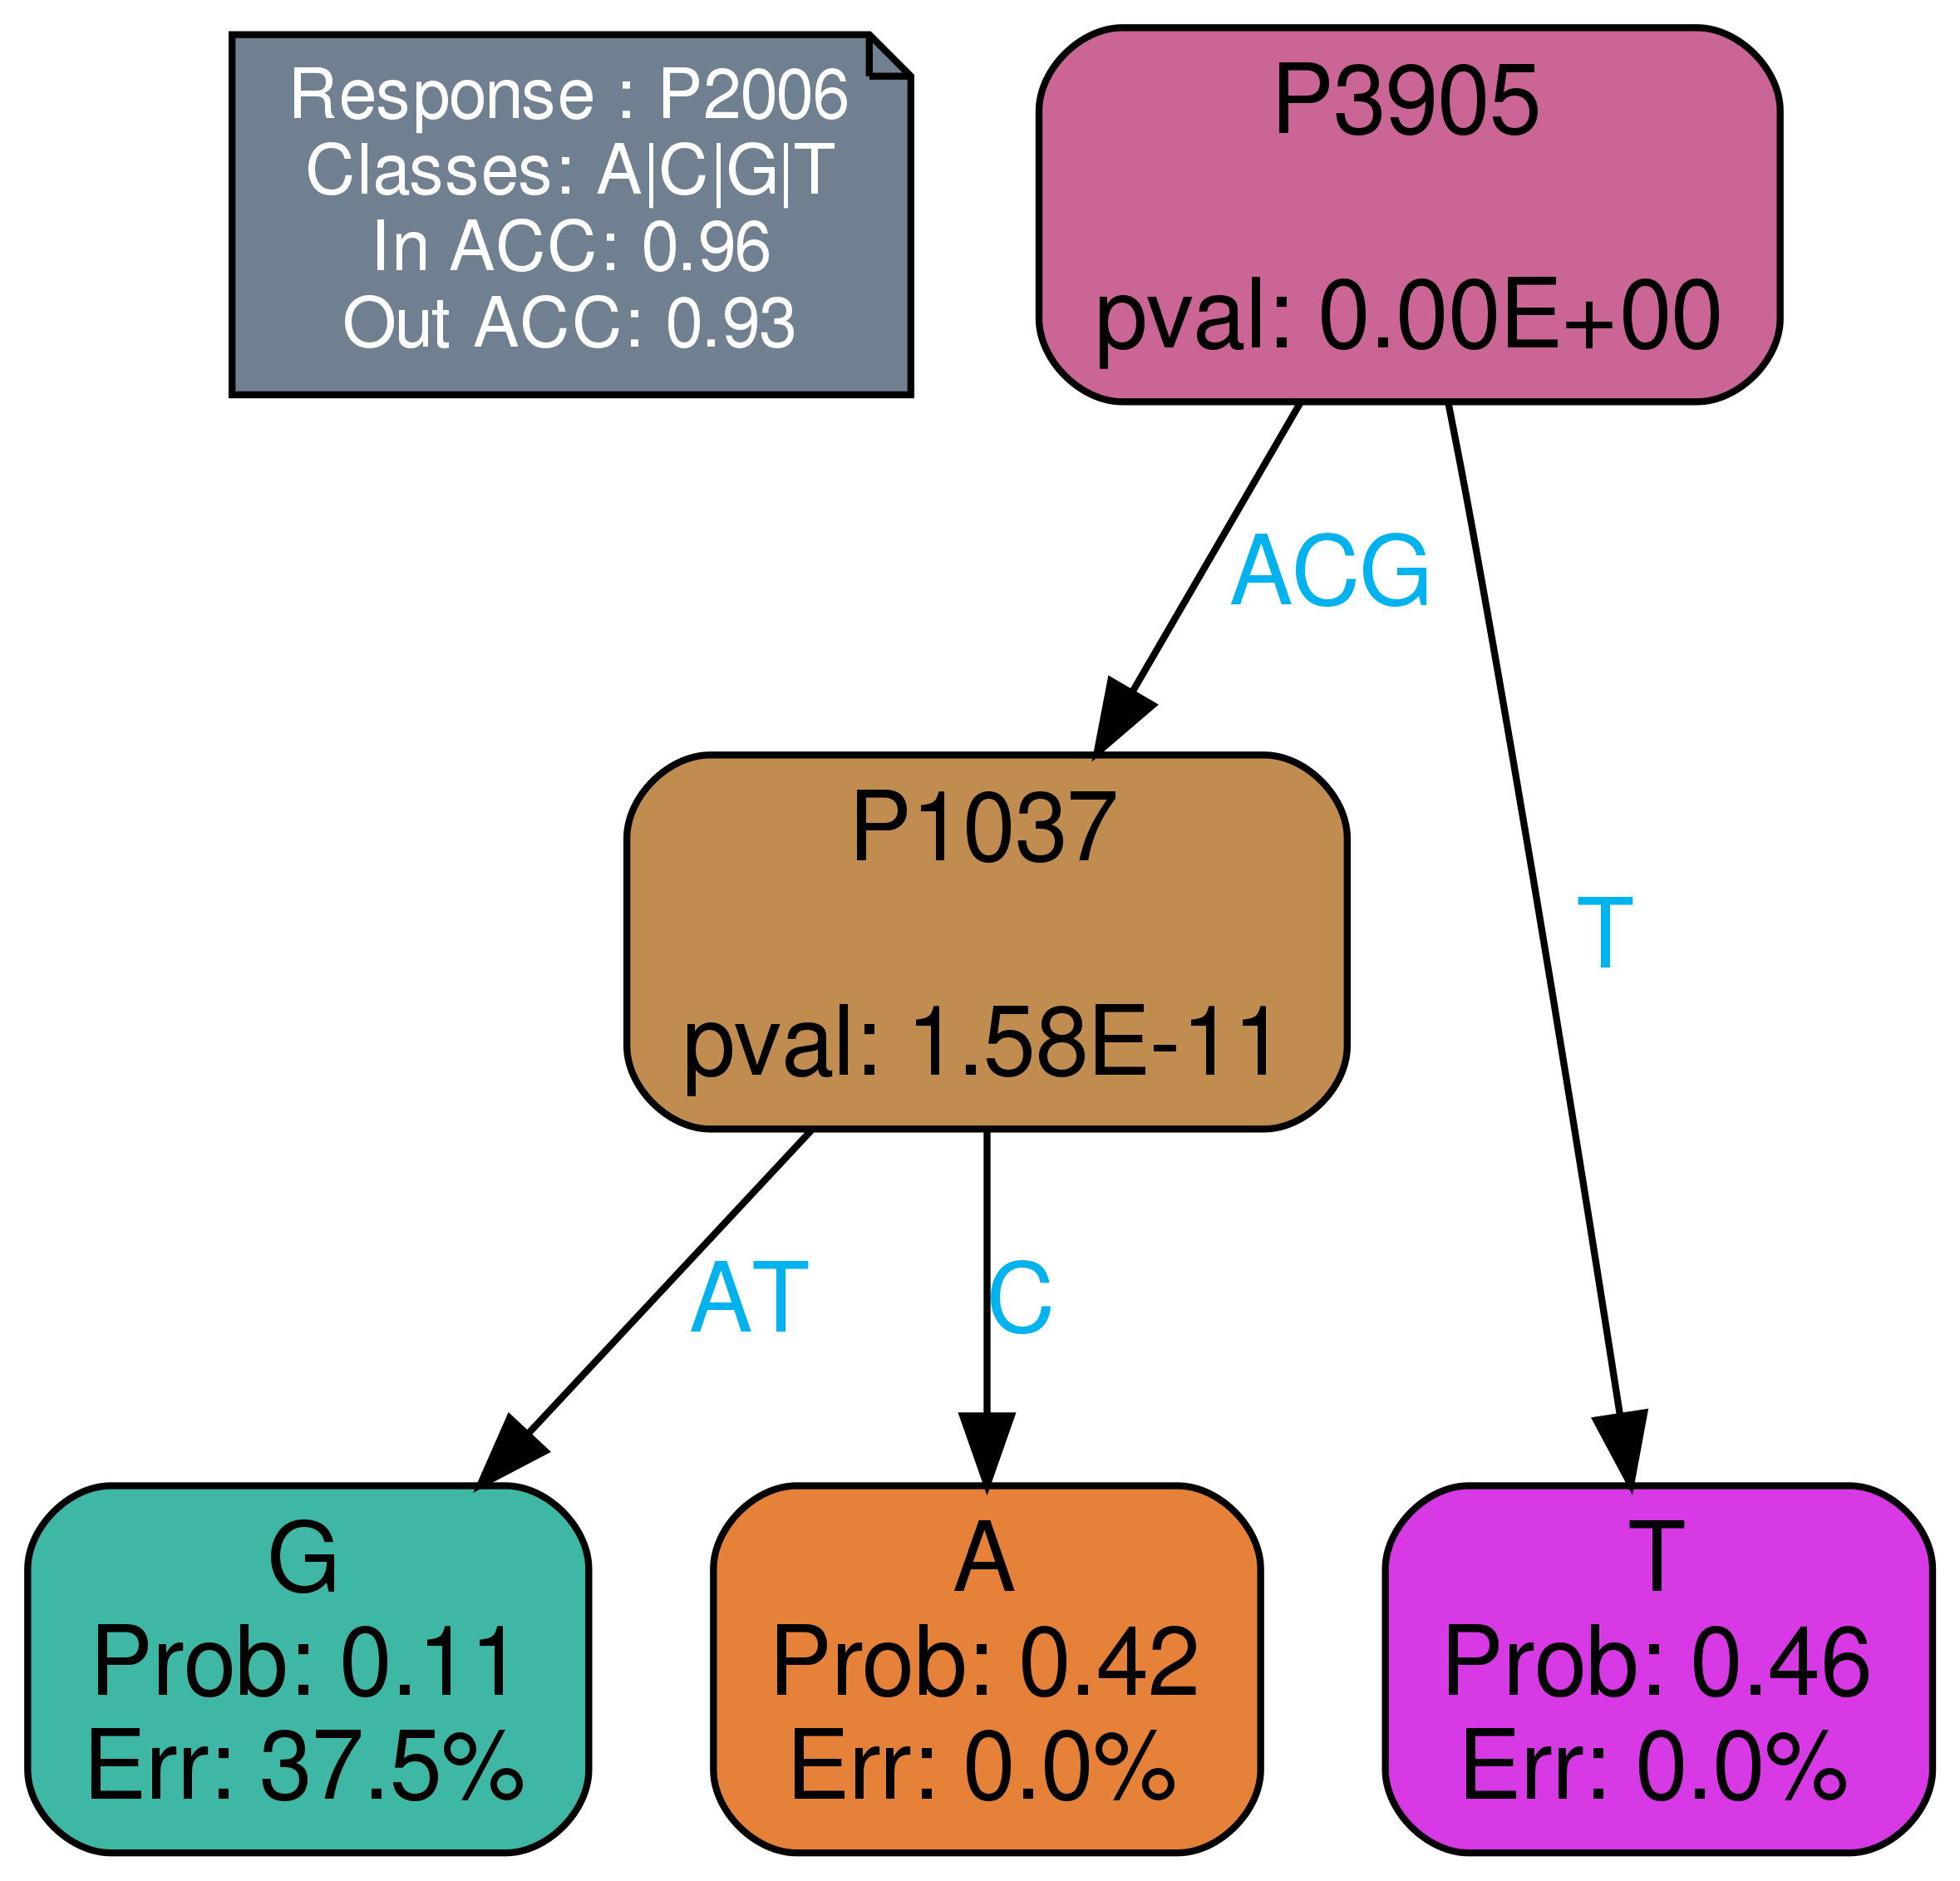 Response : P2006
Classes: A|C|G|T
In ACC: 0.96
Out ACC: 0.93
P3905
pval: 0.00E+00
ACG
P1037
pval: 1.58E-11
T
AT
C
G
Prob: 0.11
Err: 37.5%
A
Prob: 0.42
Err: 0.0%
T
Prob: 0.46
Err: 0.0%